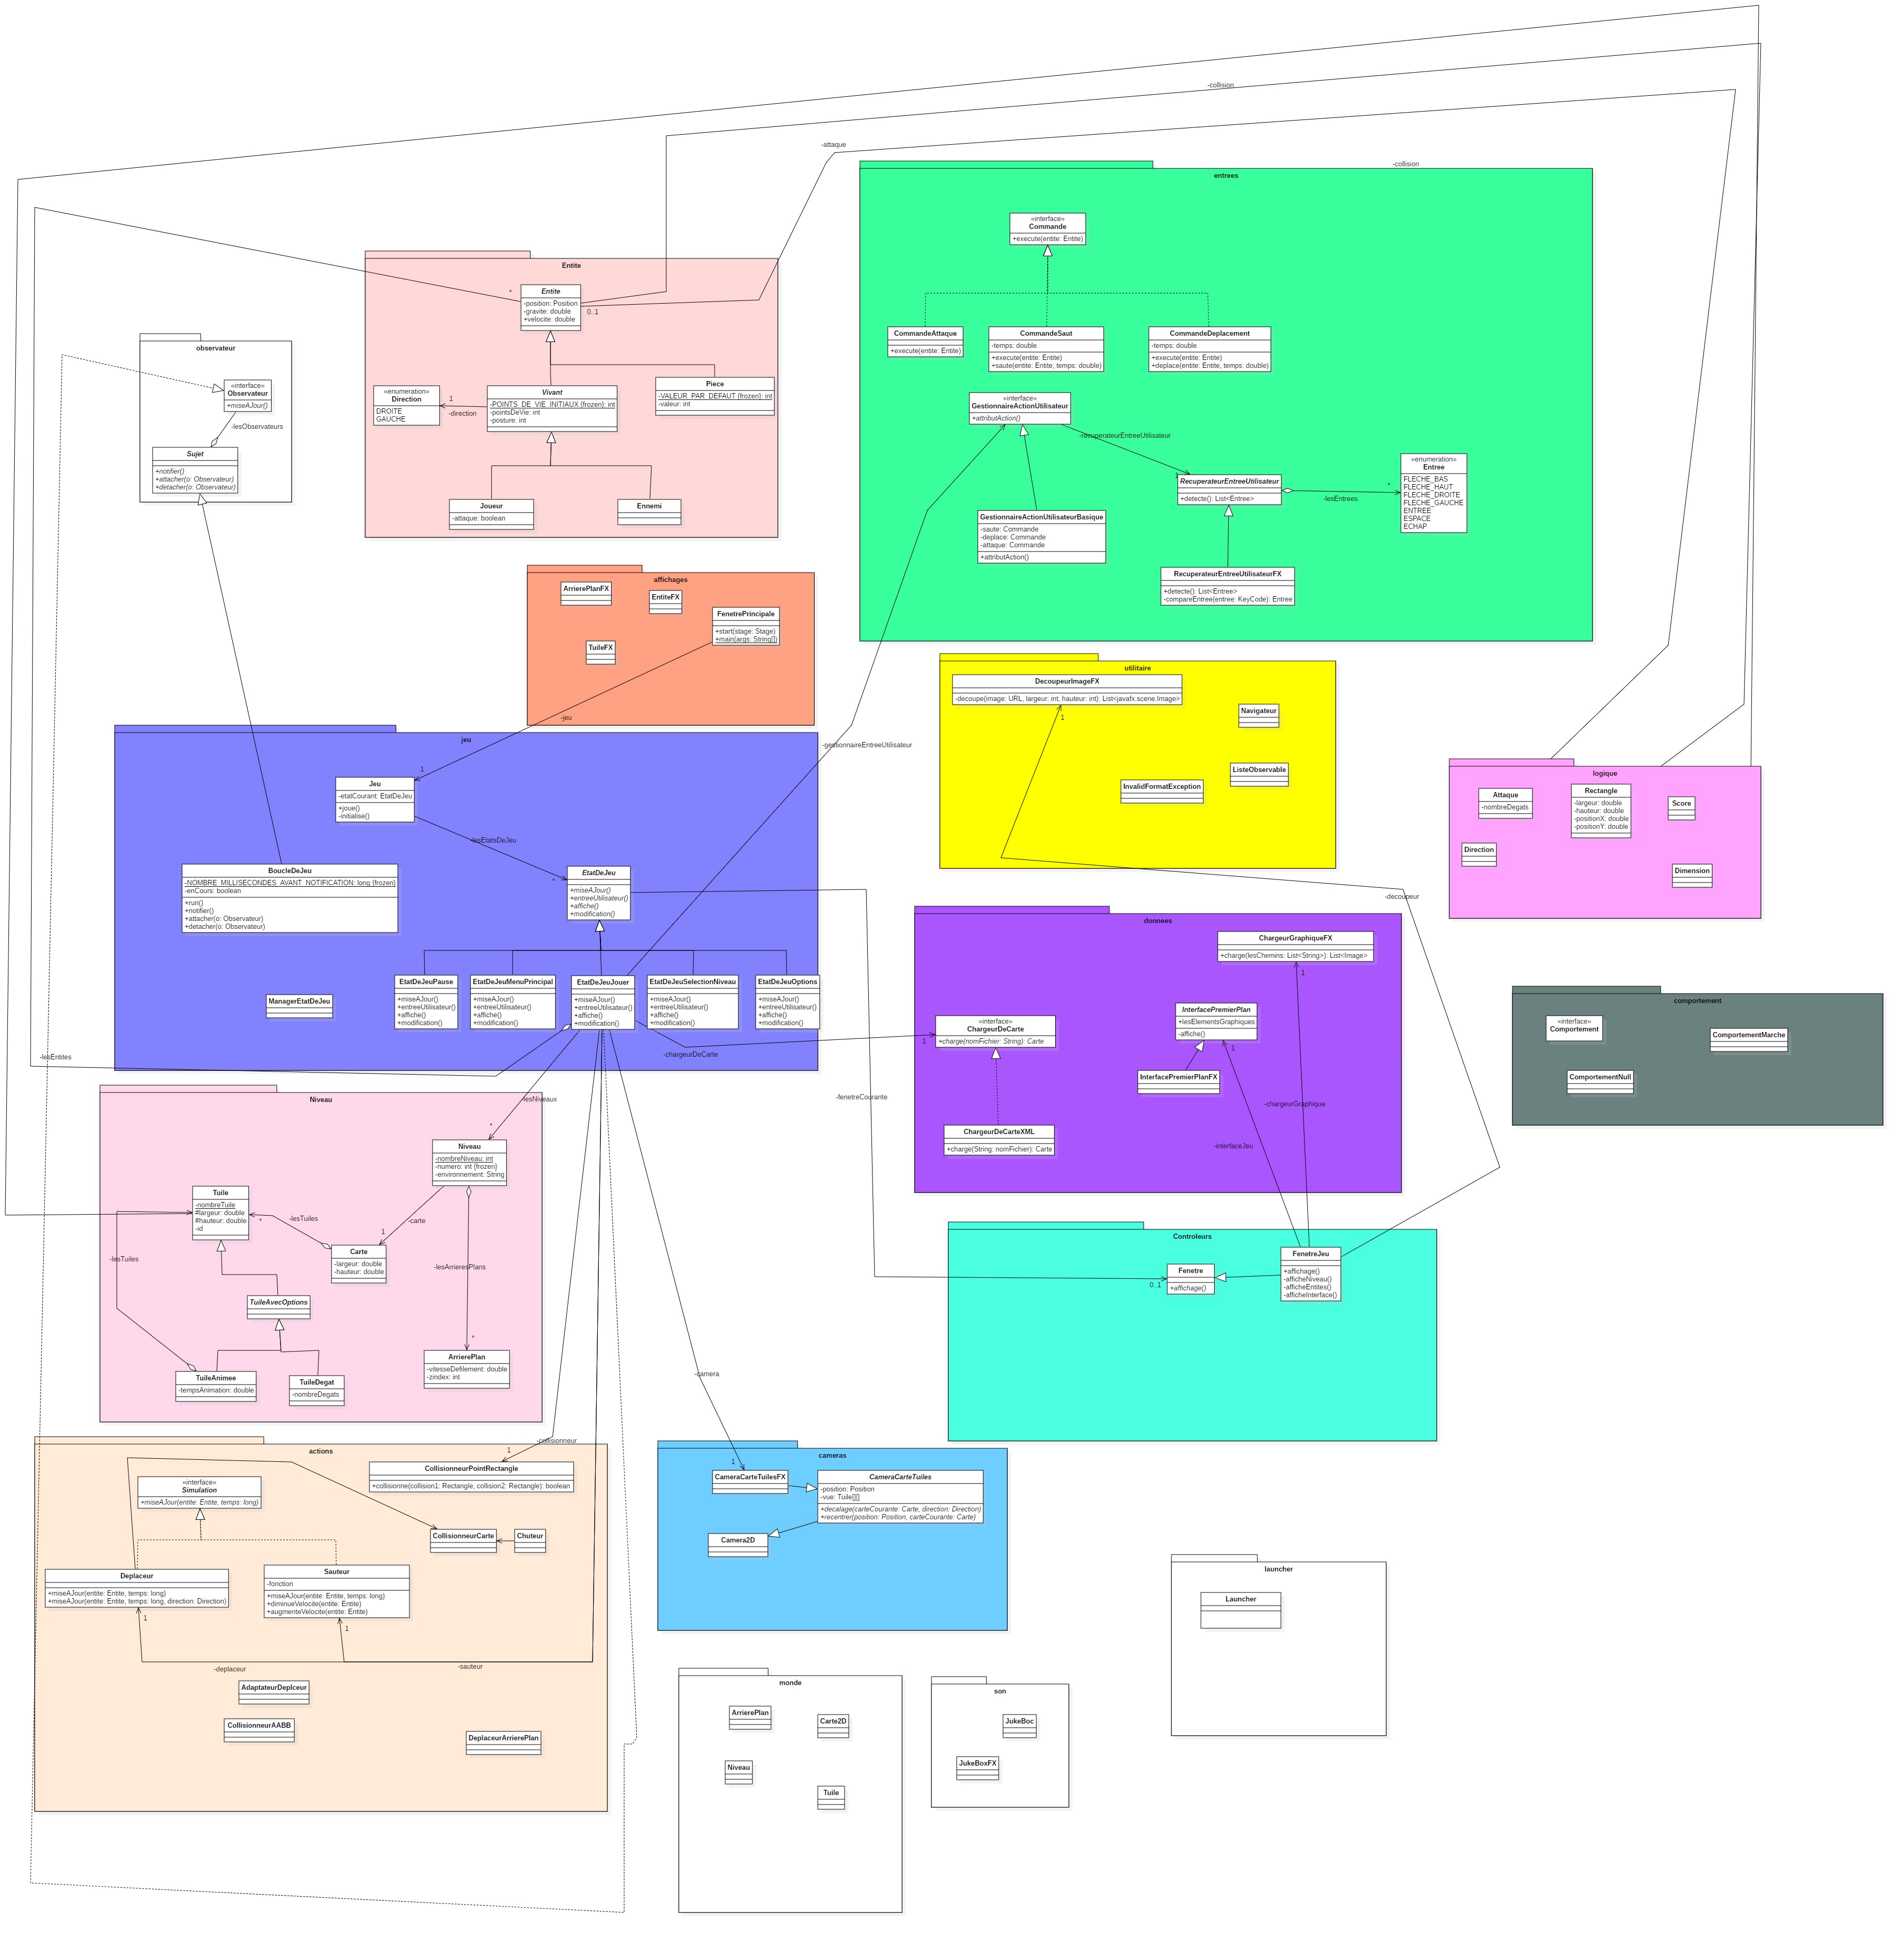 -collision
-attaque
-collision
entrees
«interface»
Commande
+execute(entite: Entite)
CommandeAttaque
+execute(entite: Entite)
CommandeSaut
-temps: double
+execute(entite: Entite)
+saute(entite: Entite, temps: double)
CommandeDeplacement
-temps: double
+execute(entite: Entite)
+deplace(entite: Entite, temps: double)
«interface»
GestionnaireActionUtilisateur
+attributAction()
-recuperateurEntreeUtilisateur
1
RecuperateurEntreeUtilisateur
+detecte(): List<Entree>
-lesEntrees
*
«enumeration»
Entree
FLECHE_BAS
FLECHE_HAUT
FLECHE_DROITE
FLECHE_GAUCHE
ENTREE
ESPACE
ECHAP
GestionnaireActionUtilisateurBasique
-saute: Commande
-deplace: Commande
-attaque: Commande
+attributAction()
RecuperateurEntreeUtilisateurFX
+detecte(): List<Entree>
-compareEntree(entree: KeyCode): Entree
Entite
*
Entite
-position: Position
-gravite: double
+velocite: double
0..1
«enumeration»
Direction
DROITE
GAUCHE
1
-direction
Vivant
-POINTS_DE_VIE_INITIAUX {frozen}: int
-pointsDeVie: int
-posture: int
Piece
-VALEUR_PAR_DEFAUT {frozen}: int
-valeur: int
Joueur
-attaque: boolean
Ennemi
observateur
«interface»
Observateur
+miseAJour()
-lesObservateurs
Sujet
+notifier()
+attacher(o: Observateur)
+detacher(o: Observateur)
affichages
ArrierePlanFX
EntiteFX
FenetrePrincipale
+start(stage: Stage)
+main(args: String[])
TuileFX
-jeu
utilitaire
DecoupeurImageFX
-decoupe(image: URL, largeur: int, hauteur: int): List<javafx.scene.Image>
1
Navigateur
ListeObservable
InvalidFormatException
-gestionnaireEntreeUtilisateur
jeu
1
Jeu
-etatCourant: EtatDeJeu
+joue()
-initialise()
-lesEtatsDeJeu
*
BoucleDeJeu
-NOMBRE_MILLISECONDES_AVANT_NOTIFICATION: long {frozen}
-enCours: boolean
+run()
+notifier()
+attacher(o: Observateur)
+detacher(o: Observateur)
EtatDeJeu
+miseAJour()
+entreeUtilisateur()
+affiche()
+modification()
ManagerEtatDeJeu
EtatDeJeuPause
+miseAJour()
+entreeUtilisateur()
+affiche()
+modification()
EtatDeJeuMenuPrincipal
+miseAJour()
+entreeUtilisateur()
+affiche()
+modification()
EtatDeJeuJouer
+miseAJour()
+entreeUtilisateur()
+affiche()
+modification()
EtatDeJeuSelectionNiveau
+miseAJour()
+entreeUtilisateur()
+affiche()
+modification()
EtatDeJeuOptions
+miseAJour()
+entreeUtilisateur()
+affiche()
+modification()
-lesEntites
-chargeurDeCarte
-lesNiveaux
-fenetreCourante
logique
Attaque
-nombreDegats
Rectangle
-largeur: double
-hauteur: double
-positionX: double
-positionY: double
Score
Direction
Dimension
-decoupeur
donnees
ChargeurGraphiqueFX
+charge(lesChemins: List<String>): List<Image>
1
InterfacePremierPlan
+lesElementsGraphiques
-affiche()
1
«interface»
ChargeurDeCarte
+charge(nomFichier: String): Carte
1
InterfacePremierPlanFX
ChargeurDeCarteXML
+charge(String: nomFichier): Carte
-chargeurGraphique
-interfaceJeu
comportement
«interface»
Comportement
ComportementMarche
ComportementNull
Niveau
*
Niveau
-nombreNiveau: int
-numero: int {frozen}
-environnement: String
Tuile
-nombreTuile
#largeur: double
#hauteur: double
-id
*
-lesTuiles
-carte
1
Carte
-largeur: double
-hauteur: double
-lesTuiles
-lesArrieresPlans
TuileAvecOptions
*
ArrierePlan
-vitesseDefilement: double
-zindex: int
TuileAnimee
-tempsAnimation: double
TuileDegat
-nombreDegats
Controleurs
Fenetre
+affichage()
0..1
FenetreJeu
+affichage()
-afficheNiveau()
-afficheEntites()
-afficheInterface()
-camera
-collisionneur
1
actions
«interface»
Simulation
+miseAJour(entite: Entite, temps: long)
CollisionneurPointRectangle
+collisionne(collision1: Rectangle, collision2: Rectangle): boolean
CollisionneurCarte
Chuteur
Deplaceur
+miseAJour(entite: Entite, temps: long)
+miseAJour(entite: Entite, temps: long, direction: Direction)
1
Sauteur
-fonction
+miseAJour(entite: Entite, temps: long)
+diminueVelocite(entite: Entite)
+augmenteVelocite(entite: Entite)
1
-deplaceur
-sauteur
AdaptateurDeplceur
CollisionneurAABB
DeplaceurArrierePlan
cameras
1
CameraCarteTuilesFX
CameraCarteTuiles
-position: Position
-vue: Tuile[][]
+decalage(carteCourante: Carte, direction: Direction)
+recentrer(position: Position, carteCourante: Carte)
Camera2D
launcher
Launcher
monde
ArrierePlan
Carte2D
Niveau
Tuile
son
JukeBoc
JukeBoxFX